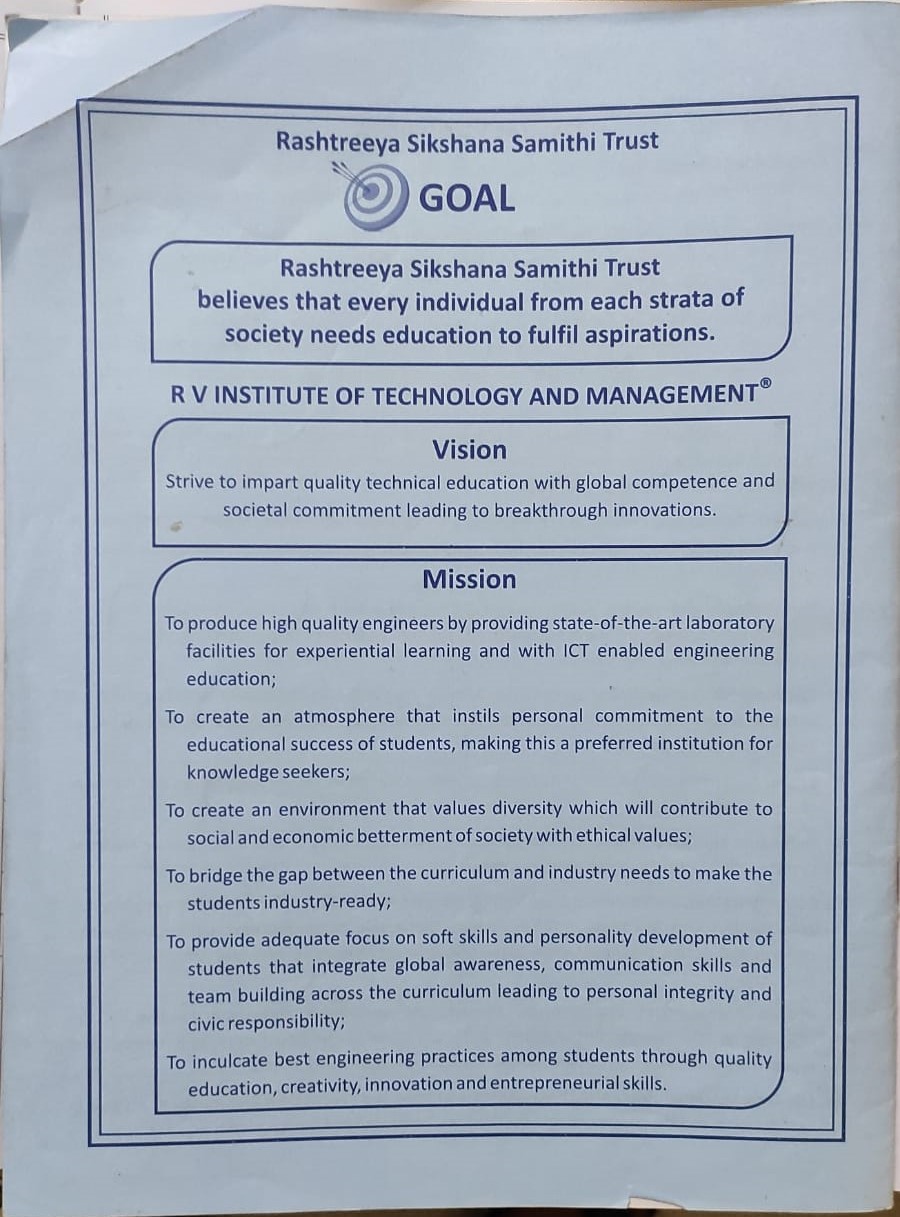 Rashtreeya Sikshana Samithi Trust
GOAL
Rashtreeya Sikshana Samithi Trust
believes that every individual from each strata of
society needs education to fulfil aspirations.
R V INSTITUTE OF TECHNOLOGY AND MANAGEMENT®
Vision
Strive to impart quality technical education with global competence and
societal commitment leading to breakthrough innovations.
Mission
To produce high quality engineers by providing state-of-the-art laboratory
facilities for experiential learning and with ICT enabled engineering
education;
To create an atmosphere that instils personal commitment to the
educational success of students, making this a preferred institution for
knowledge seekers;
To create an environment that values diversity which will contribute to
social and economic betterment of society with ethical values;
To bridge the gap between the curriculum and industry needs to make the
students industry-ready;
To provide adequate focus on soft skills and personality development of
students that integrate global awareness, communication skills and
team building across the curriculum leading to personal integrity and
civic responsibility;
To inculcate best engineering practices among students through quality
education, creativity, innovation and entrepreneurial skills.